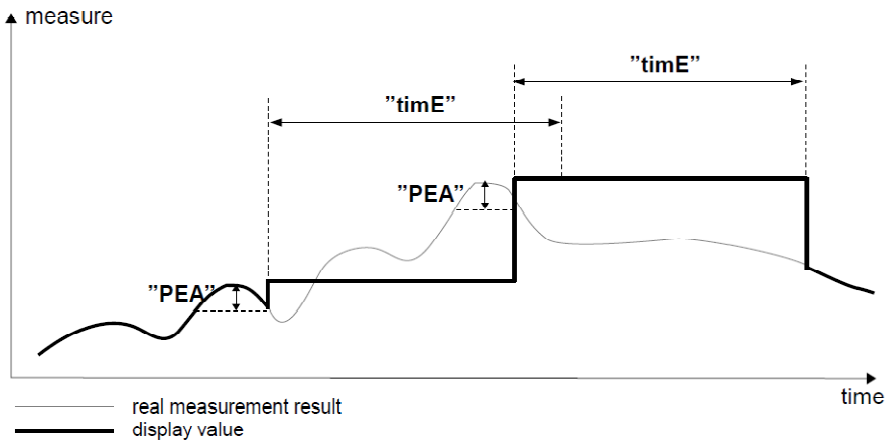 measure
”timE”
”timE”
”PEA”
”PEA”
time
real measurement result
display value